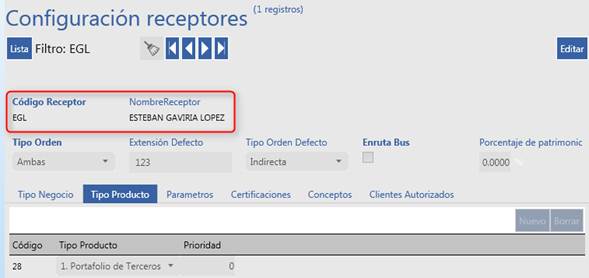 Configuración receptores (1 registros)
Lista Filtro: EGL Editar
Código Receptor NombreReceptor
EGL ESTEBAN GAVIRIA LOPEZ
Tipo Orden Extensión Defecto Tipo Orden Defecto Enruta Bus Porcentaje de patrimonic
Ambas 123 Indirecta 0.0000
Tipo Negocio Tipo Producto Parametros Certificaciones Conceptos Clientes Autorizados
Nuevo Borrar
Código Tipo Producto Prioridad
28 1. Portafolio de Terceros 0